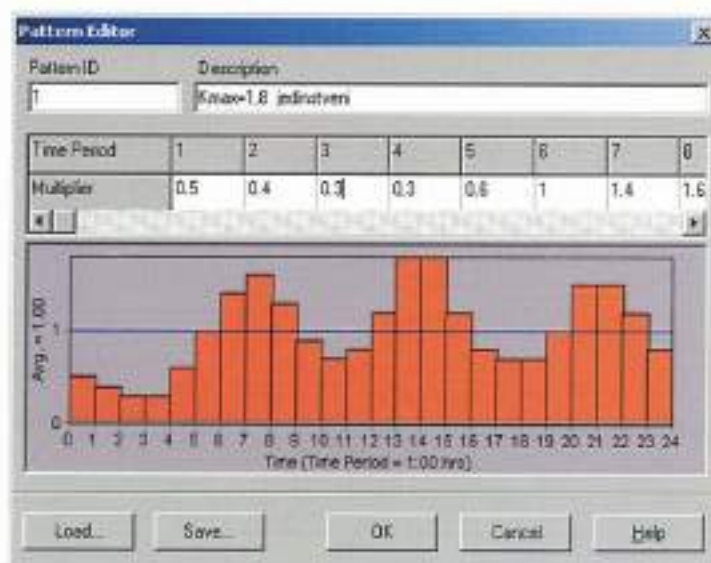 Pattern Editor
Pattern ID Description
1 Kmax=1,8 jedinstveni
Time Period 1 2 3 4 5 6 7 8
Multiplier 0.5 0.4 0.3 0.3 0.6 1 1.4 1.6
Avg. = 1.00
1
0
0 1 2 3 4 5 6 7 8 9 10 11 12 13 14 15 16 17 18 19 20 21 22 23 24
Time (Time Period = 1:00 hrs)
Load... Save... OK Cancel Help